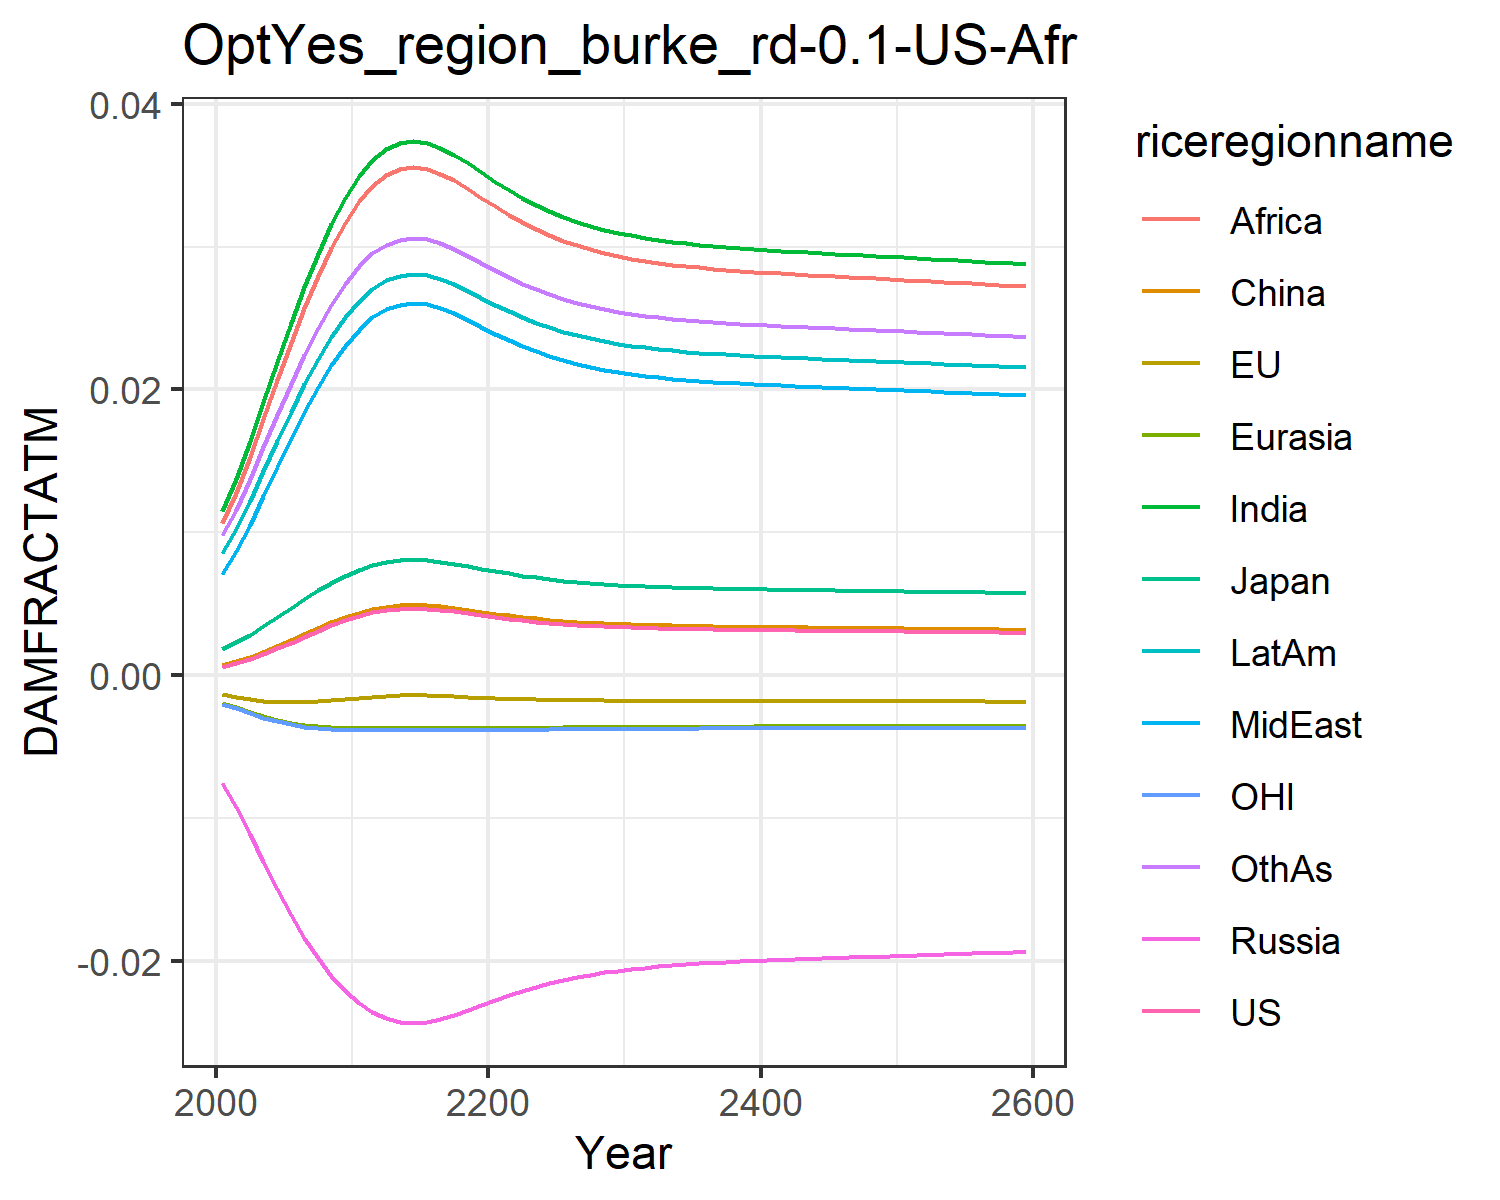 OptYes_region_burke_rd-0.1-US-Afr
0.04
0.02
0.00
-0.02
DAMFRACTATM
2000 2200 2400 2600
Year
riceregionname
Africa
China
EU
Eurasia
India
Japan
LatAm
MidEast
OHI
OthAs
Russia
US